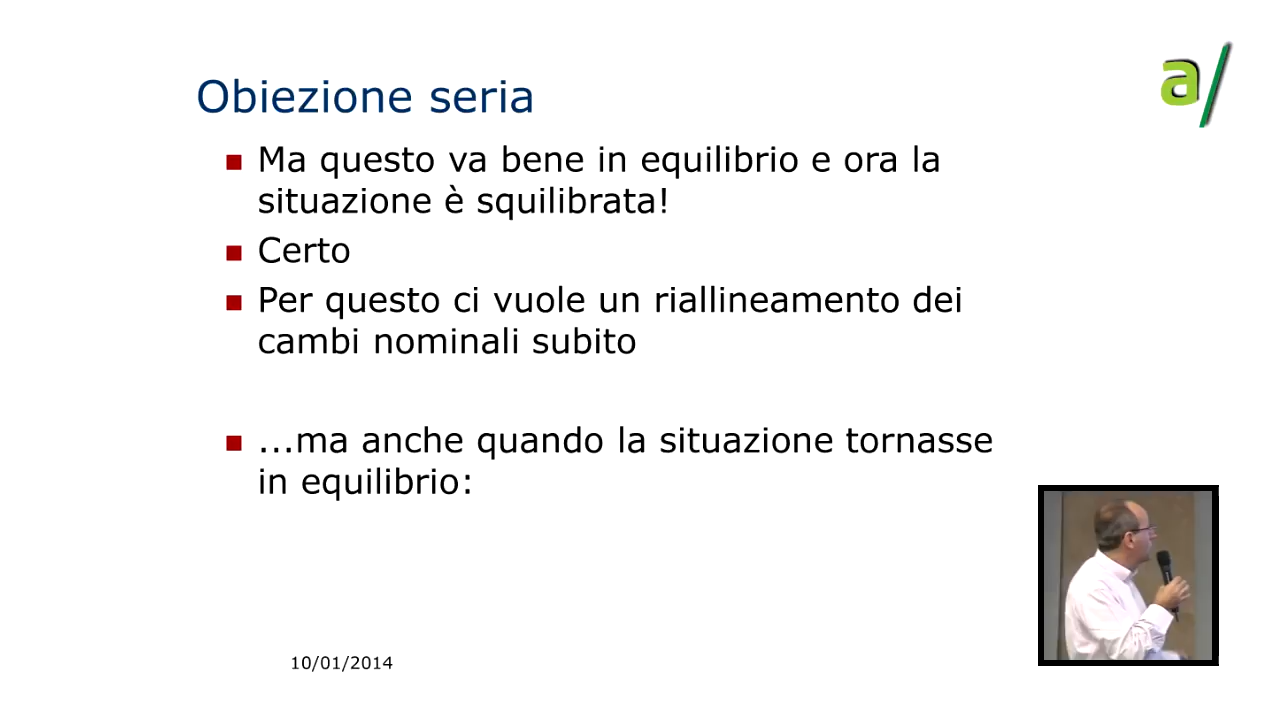 a/
Obiezione seria
Ma questo va bene in equilibrio e ora la
situazione è squilibrata!
Certo
Per questo ci vuole un riallineamento dei
cambi nominali subito
...ma anche quando la situazione tornasse
in equilibrio:
10/01/2014